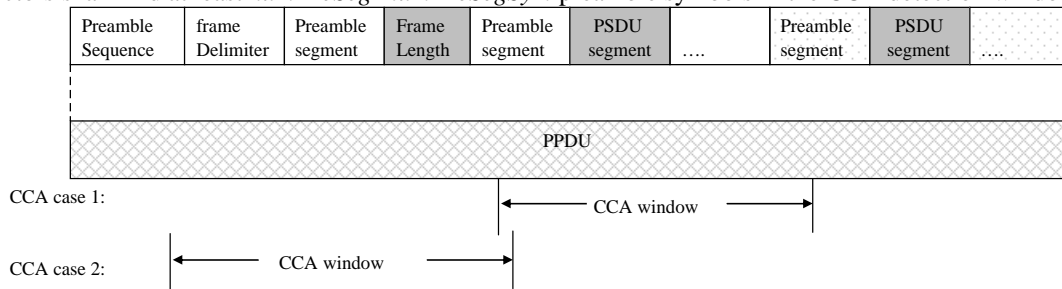 Preamble Sequence
frame Delimiter
Preamble segment
Frame Length
Preamble segment
PSDU segment
....
Preamble segment
PSDU segment
....
PPDU
CCA case 1:
CCA window
CCA case 2:
CCA window